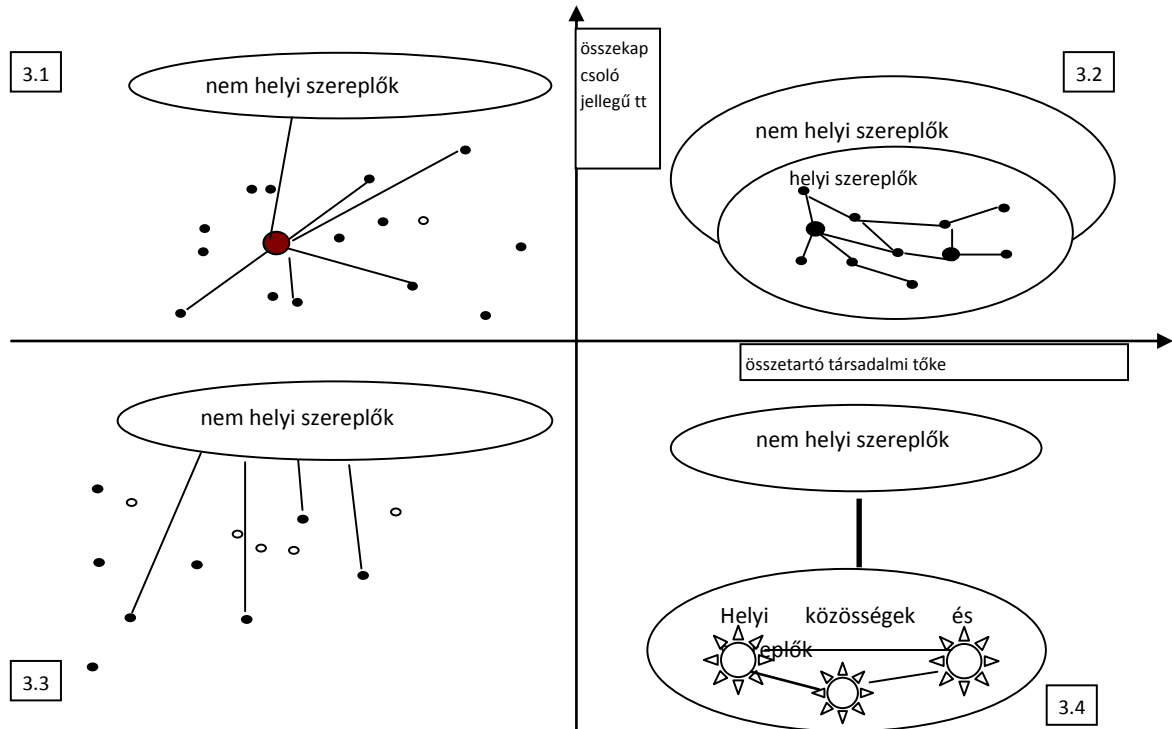 3.1
nem helyi szereplők
összekap
csoló
jellegű tt
3.2
nem helyi szereplők
helyi szereplők
összetartó társadalmi tőke
nem helyi szereplők
3.3
nem helyi szereplők
Helyi közösségek és
eplők
3.4